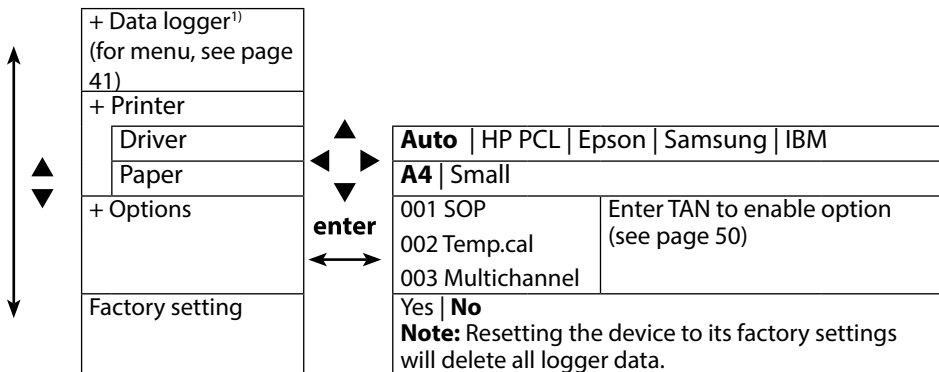 + Data logger1)
(for menu, see page
41)
+ Printer
Driver
Auto | HP PCL | Epson | Samsung | IBM
Paper
A4 | Small
+ Options
enter
001 SOP
002 Temp.cal
003 Multichannel
Enter TAN to enable option
(see page 50)
Factory setting
Yes | No
Note: Resetting the device to its factory settings
will delete all logger data.